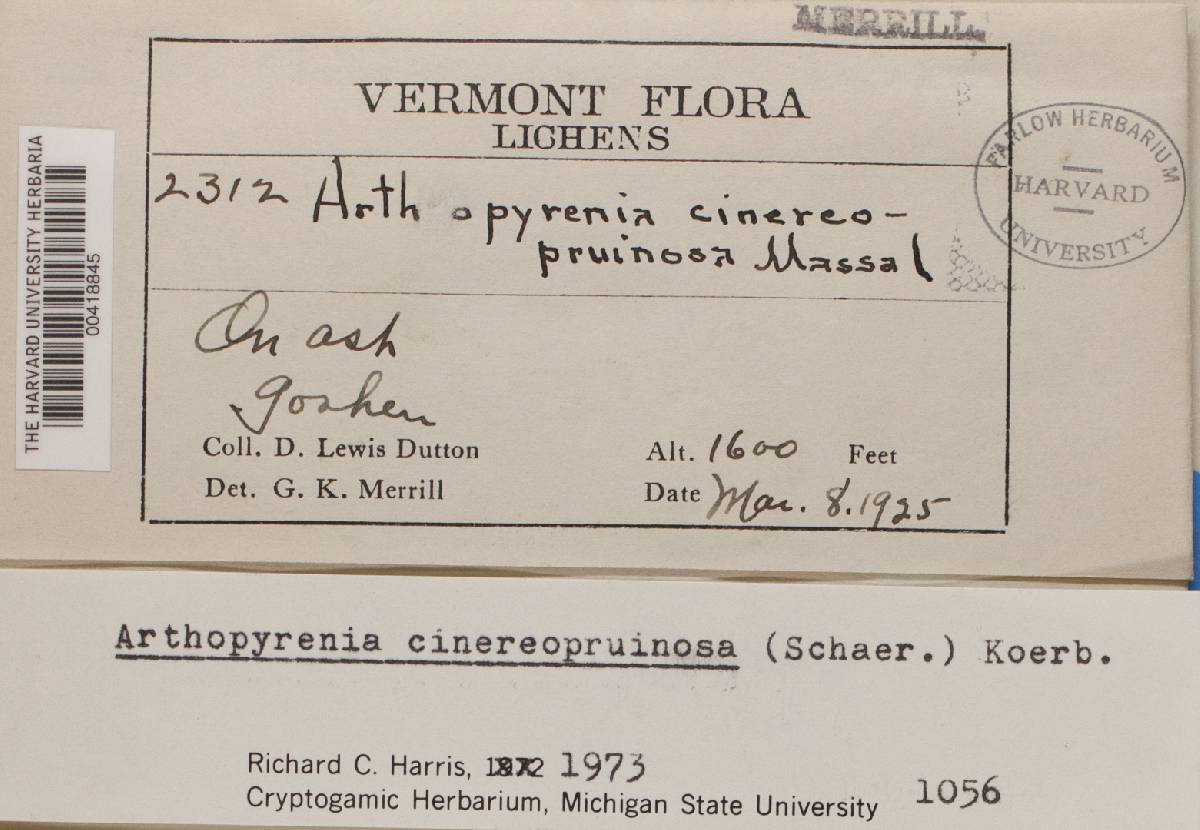 MERRILL
VERMONT FLORA
LICHENS
2312 Arthopyrenia cinereo-
pruinosa Massal
On ash
Goshen
Coll. D. Lewis Dutton
Alt. 1600 Feet
Det. G. K. Merrill
Date Mar. 8. 1925
FARLOW HERBARIUM
HARVARD
UNIVERSITY
THE HARVARD UNIVERSITY HERBARIA
00418845
Arthopyrenia cinereopruinosa (Schaer.) Koerb.
Richard C. Harris, 1973
Cryptogamic Herbarium, Michigan State University
1056